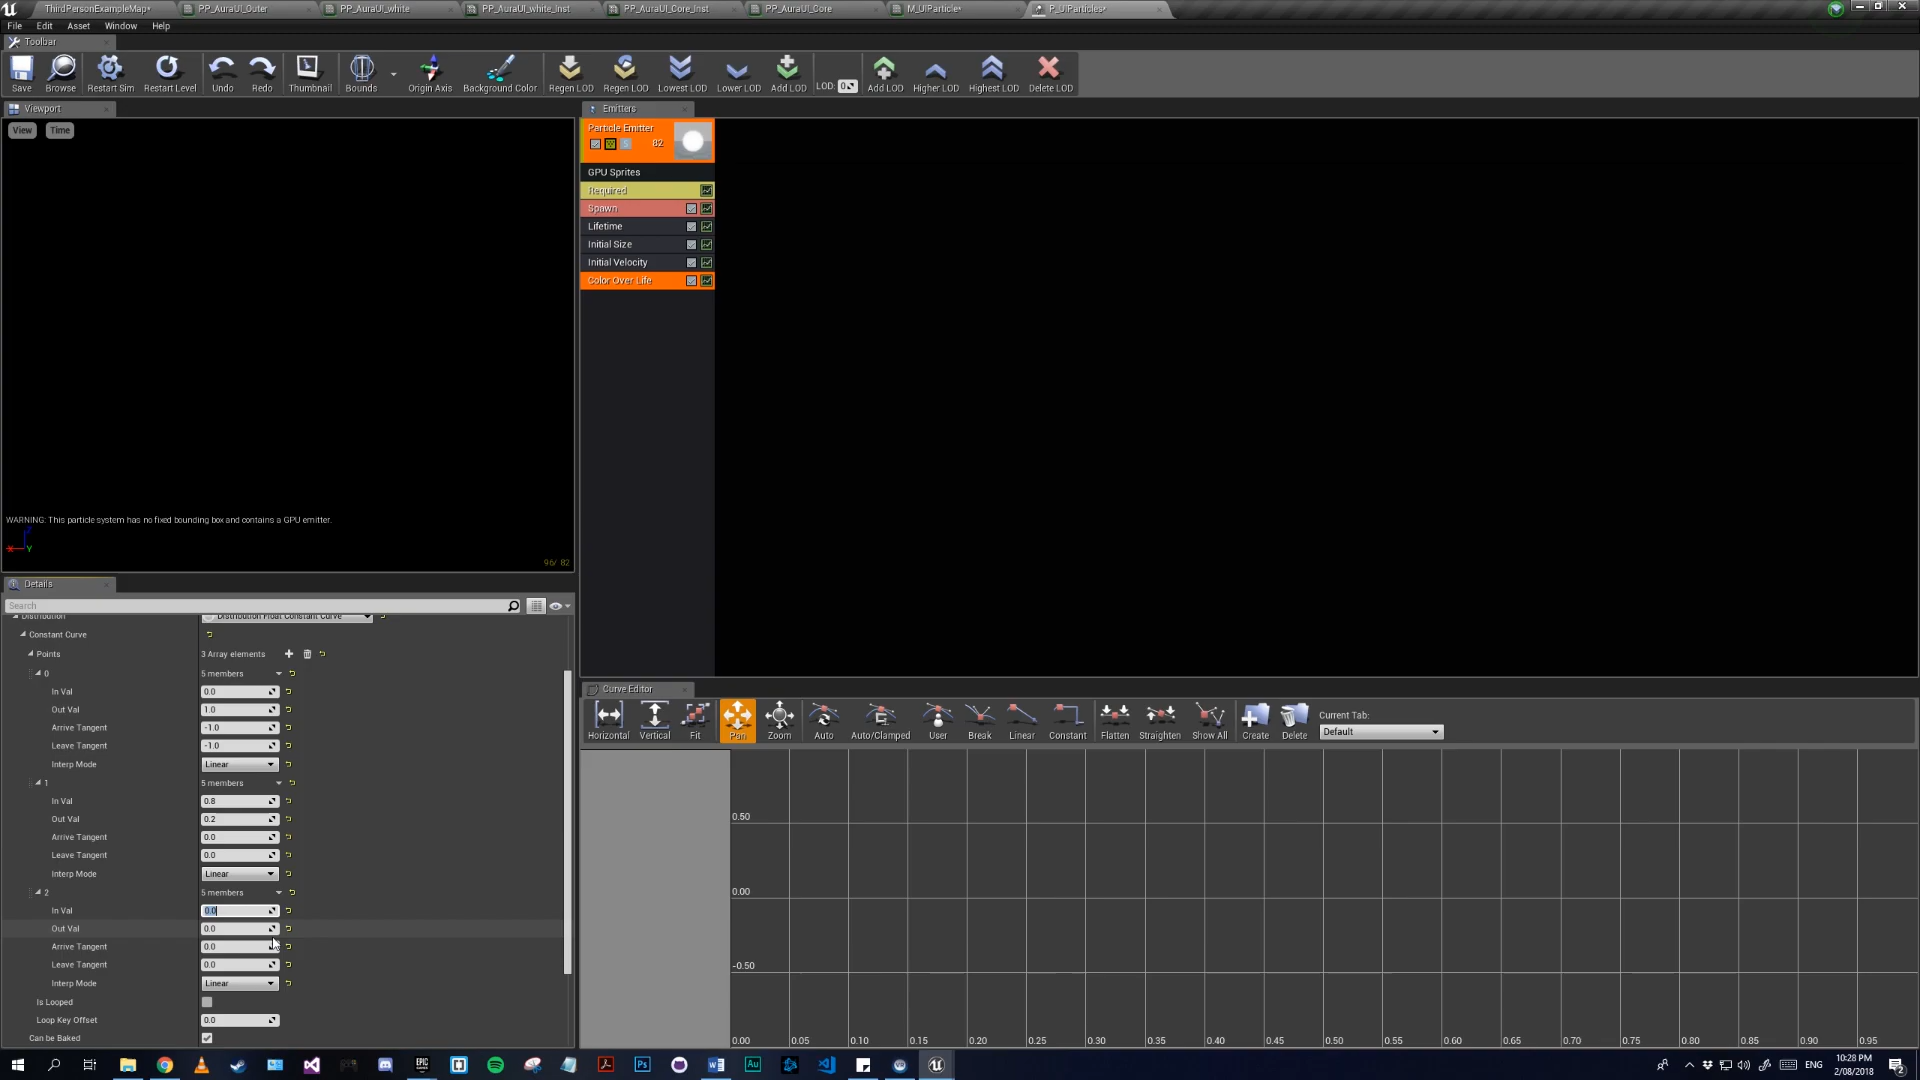 ThirdPersonExampleMap*
PP_AuraUI_Outer
PP_AuraUI_white
PP_AuraUI_white_Inst
PP_AuraUI_Core_Inst
PP_AuraUI_Core
M_UIParticle*
P_UIParticles*
File Edit Asset Window Help
Toolbar
Save Browse Restart Sim Restart Level Undo Redo Thumbnail Bounds Origin Axis Background Color Regen LOD Regen LOD Lowest LOD Lower LOD Add LOD LOD: 0 Add LOD Higher LOD Highest LOD Delete LOD
Viewport
View Time
WARNING: This particle system has no fixed bounding box and contains a GPU emitter.
X Y
96/ 82
Emitters
Particle Emitter
S 82
GPU Sprites
Required
Spawn
Lifetime
Initial Size
Initial Velocity
Color Over Life
Details
Search
Distribution Distribution Float Constant Curve
Constant Curve
Points 3 Array elements
0 5 members
In Val 0.0
Out Val 1.0
Arrive Tangent -1.0
Leave Tangent -1.0
Interp Mode Linear
1 5 members
In Val 0.8
Out Val 0.2
Arrive Tangent 0.0
Leave Tangent 0.0
Interp Mode Linear
2 5 members
In Val 0.0
Out Val 0.0
Arrive Tangent 0.0
Leave Tangent 0.0
Interp Mode Linear
Is Looped
Loop Key Offset 0.0
Can be Baked
Curve Editor
Horizontal Vertical Fit Pan Zoom Auto Auto/Clamped User Break Linear Constant Flatten Straighten Show All Create Delete
Current Tab:
Default
0.50
0.00
-0.50
0.00 0.05 0.10 0.15 0.20 0.25 0.30 0.35 0.40 0.45 0.50 0.55 0.60 0.65 0.70 0.75 0.80 0.85 0.90 0.95
ENG
10:28 PM
2/08/2018
2